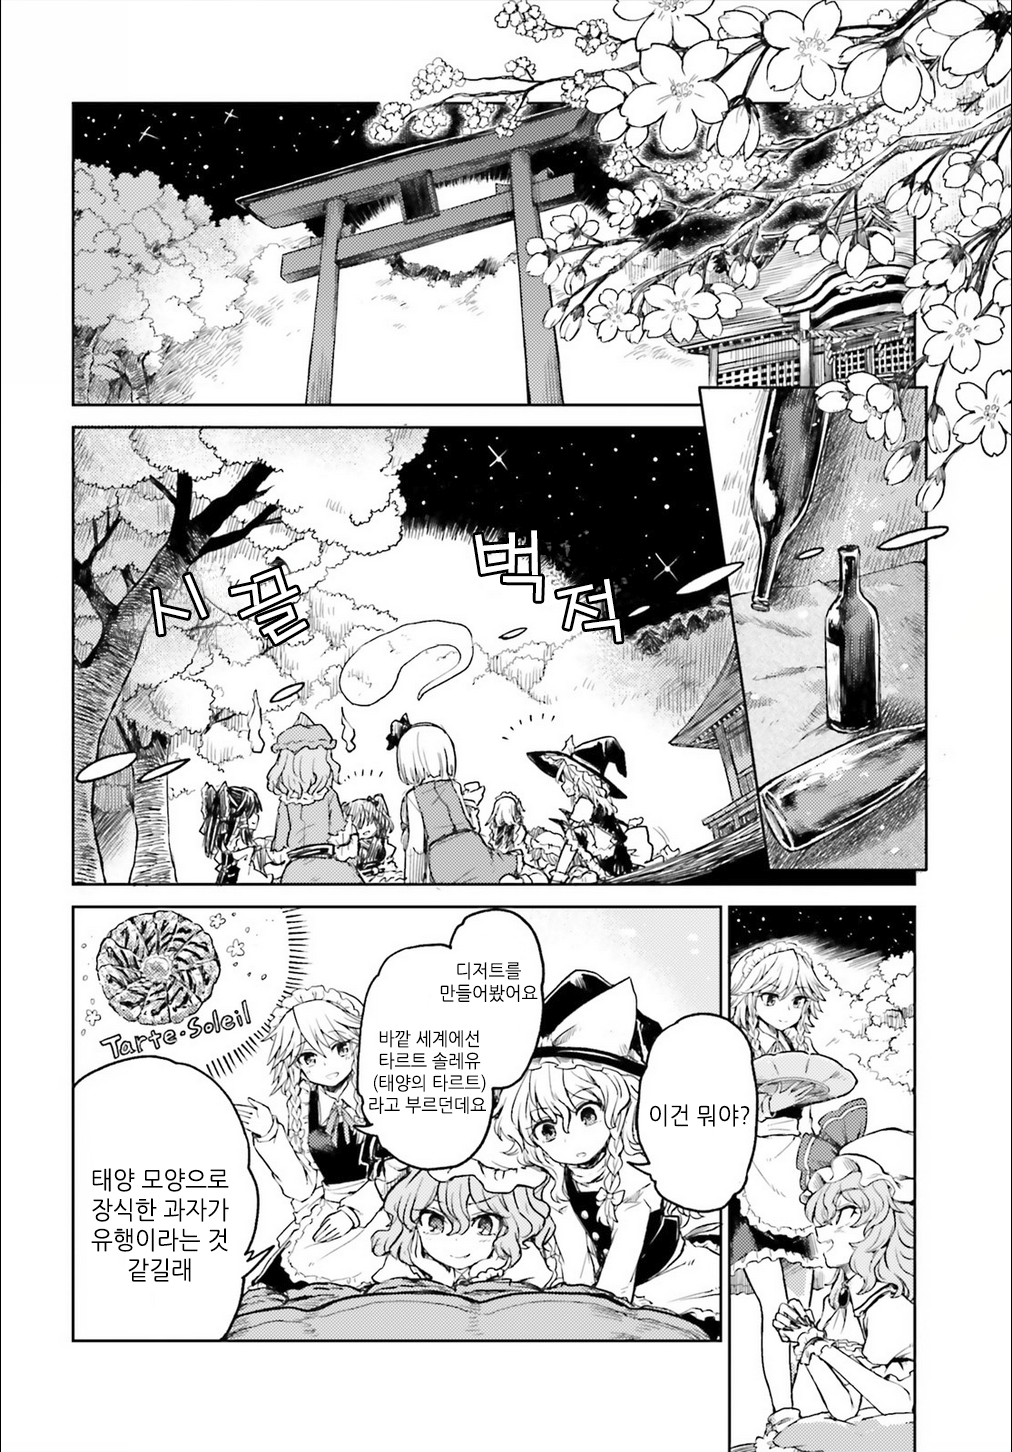 시골
벅적
이건 뭐야?
디저트를
만들어봤어요
바깥 세계에선
타르트 솔레유
(태양의 타르트)
라고 부르던데요
Tarte・Soleil
태양 모양으로
장식한 과자가
유행이라는 것
같길래